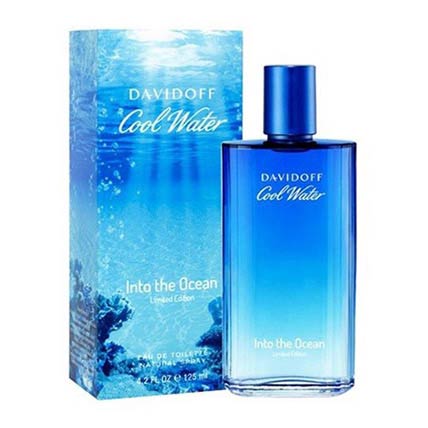 DAVIDOFF
Cool Water
Into the Ocean
Limited Edition
EAU DE TOILETTE
NATURAL SPRAY
4.2 FL OZ ℮ 125 ml
DAVIDOFF
Cool Water
Into the Ocean
Limited Edition